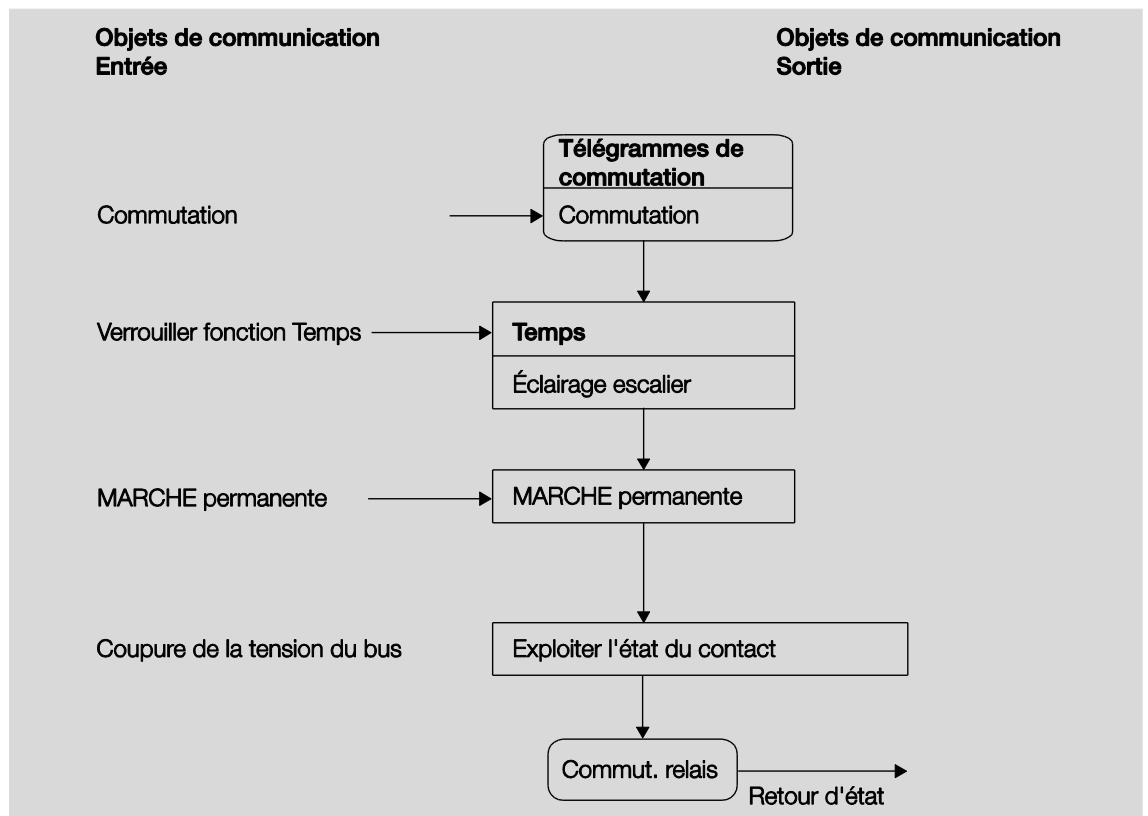 Objets de communication
Entrée
Objets de communication
Sortie
Télégrammes de
commutation
Commutation
Commutation
Verrouiller fonction Temps
Temps
Éclairage escalier
MARCHE permanente
MARCHE permanente
Coupure de la tension du bus
Exploiter l'état du contact
Commut. relais
Retour d'état